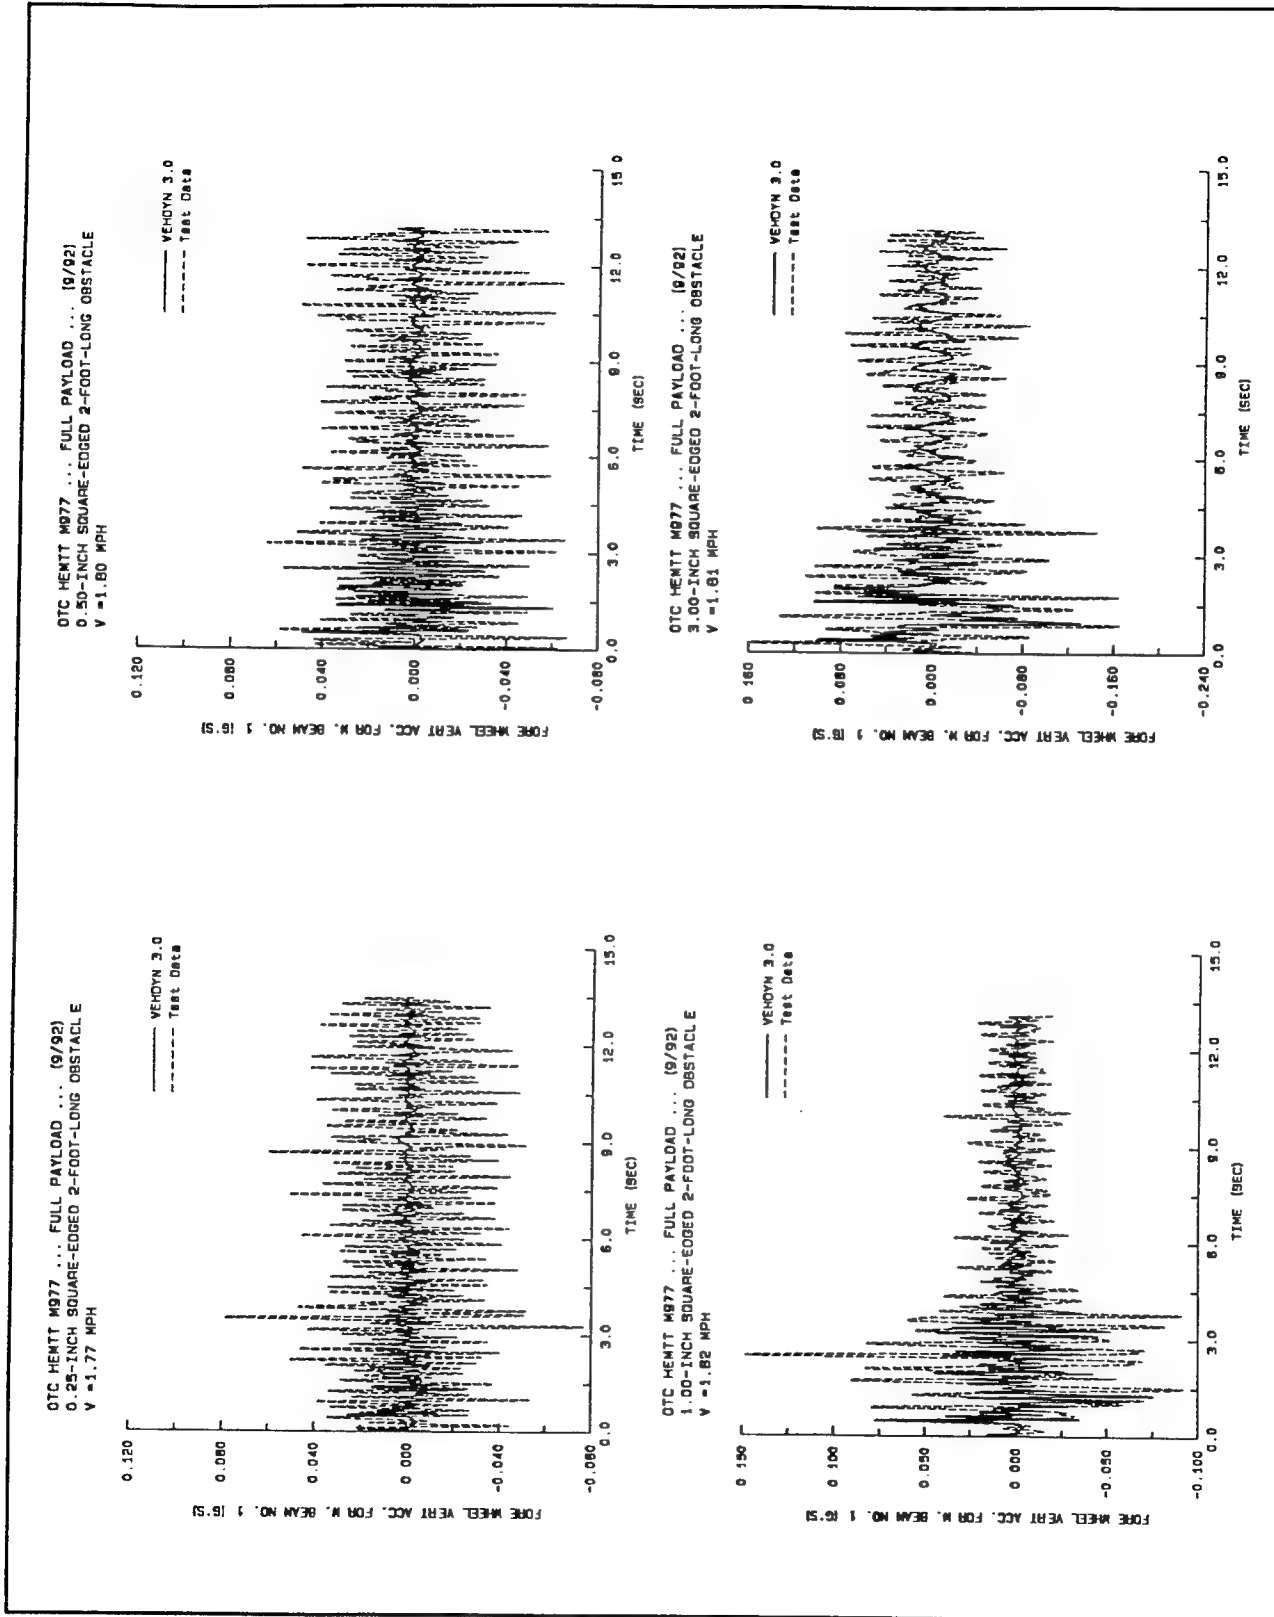 OTC HEMTT M977 ... FULL PAYLOAD ... (9/92)
0.25-INCH SQUARE-EDGED 2-FOOT-LONG OBSTACLE
V =1.77 MPH
VEHDYN 3.0
Test Data
FORE WHEEL VERT ACC. FOR W. BEAM NO. 1 (G'S)
0.120
0.080
0.040
0.000
-0.040
-0.080
0.0
3.0
6.0
9.0
12.0
15.0
TIME (SEC)
OTC HEMTT M977 ... FULL PAYLOAD ... (9/92)
0.50-INCH SQUARE-EDGED 2-FOOT-LONG OBSTACLE
V =1.80 MPH
VEHDYN 3.0
Test Data
FORE WHEEL VERT ACC. FOR W. BEAM NO. 1 (G'S)
0.120
0.080
0.040
0.000
-0.040
-0.080
0.0
3.0
6.0
9.0
12.0
15.0
TIME (SEC)
OTC HEMTT M977 ... FULL PAYLOAD ... (9/92)
1.00-INCH SQUARE-EDGED 2-FOOT-LONG OBSTACLE
V =1.82 MPH
VEHDYN 3.0
Test Data
FORE WHEEL VERT ACC. FOR W. BEAM NO. 1 (G'S)
0.150
0.100
0.050
0.000
-0.050
-0.100
0.0
3.0
6.0
9.0
12.0
15.0
TIME (SEC)
OTC HEMTT M977 ... FULL PAYLOAD ... (9/92)
3.00-INCH SQUARE-EDGED 2-FOOT-LONG OBSTACLE
V =1.81 MPH
VEHDYN 3.0
Test Data
FORE WHEEL VERT ACC. FOR W. BEAM NO. 1 (G'S)
0.160
0.080
0.000
-0.080
-0.160
-0.240
0.0
3.0
6.0
9.0
12.0
15.0
TIME (SEC)